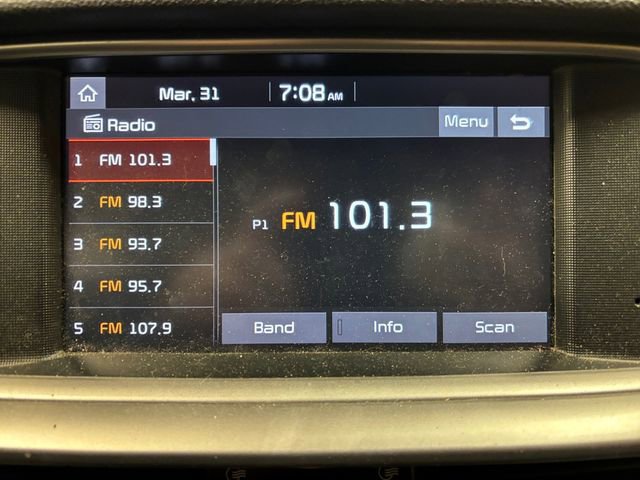 Mar. 31 7:08 AM
Radio Menu
1 FM 101.3
2 FM 98.3
3 FM 93.7
4 FM 95.7
5 FM 107.9
P1 FM 101.3
Band Info Scan